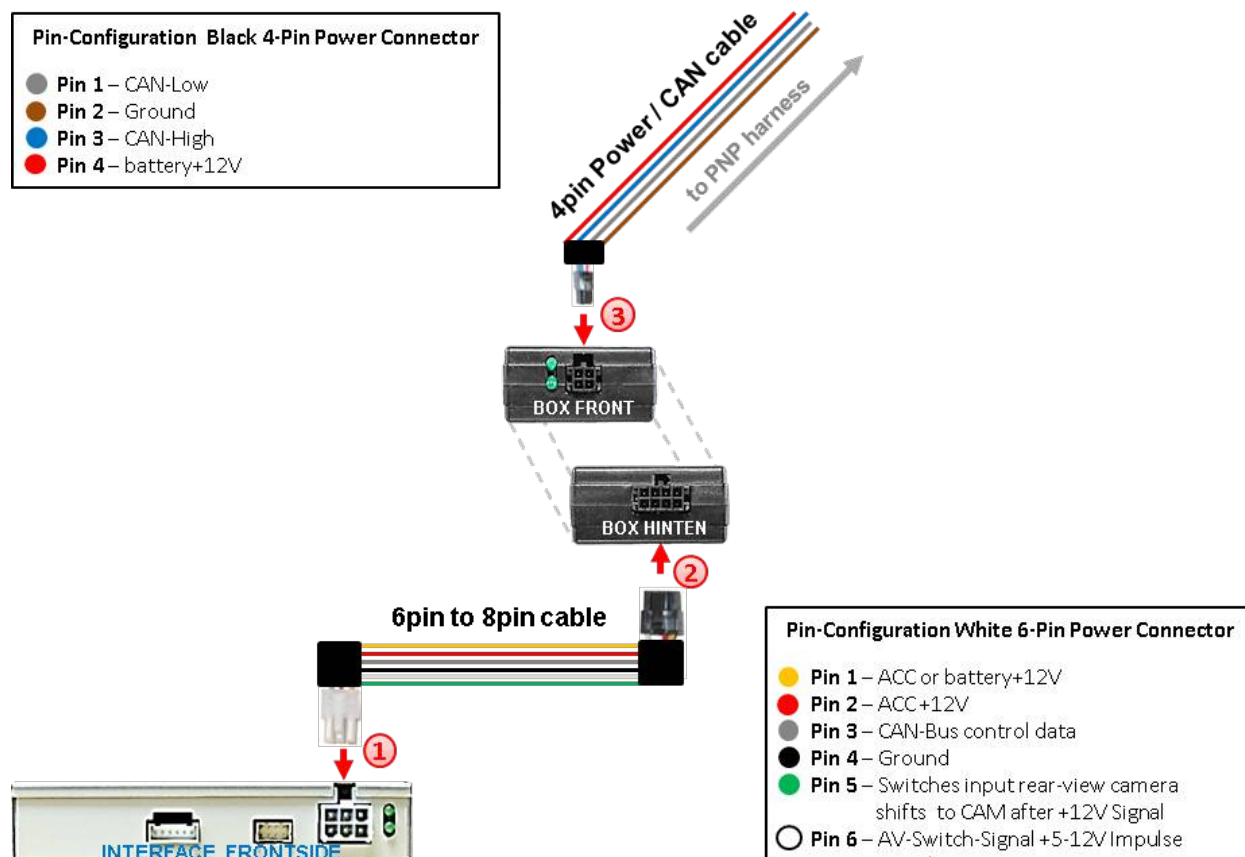 Pin-Configuration Black 4-Pin Power Connector
Pin 1 – CAN-Low
Pin 2 – Ground
Pin 3 – CAN-High
Pin 4 – battery+12V
4pin Power / CAN cable
to PNP harness
3
BOX FRONT
BOX HINTEN
2
6pin to 8pin cable
1
INTERFACE FRONTSIDE
Pin-Configuration White 6-Pin Power Connector
Pin 1 – ACC or battery+12V
Pin 2 – ACC +12V
Pin 3 – CAN-Bus control data
Pin 4 – Ground
Pin 5 – Switches input rear-view camera
shifts to CAM after +12V Signal
Pin 6 – AV-Switch-Signal +5-12V Impulse